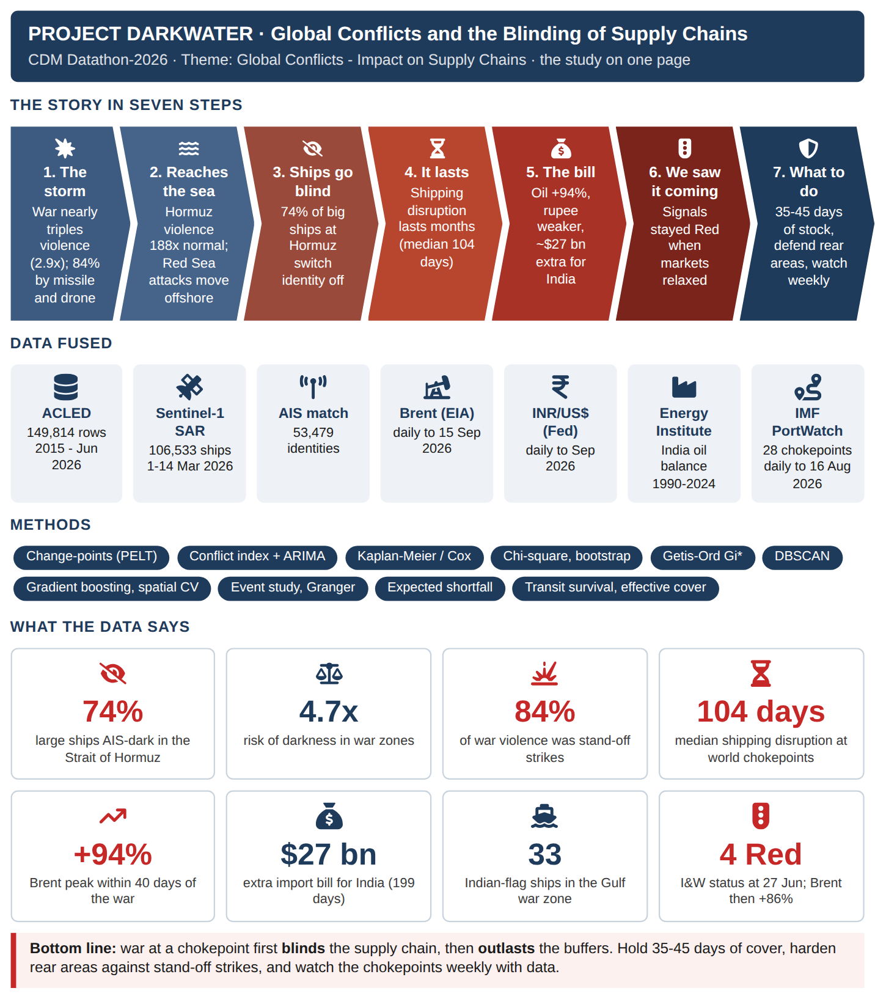 PROJECT DARKWATER · Global Conflicts and the Blinding of Supply Chains
CDM Datathon-2026 · Theme: Global Conflicts - Impact on Supply Chains · the study on one page
THE STORY IN SEVEN STEPS
1. The
storm
War nearly
triples
violence
(2.9x); 84%
by missile
and drone
2. Reaches
the sea
Hormuz
violence
188x normal;
Red Sea
attacks move
offshore
3. Ships go
blind
74% of big
ships at
Hormuz
switch
identity off
4. It lasts
Shipping
disruption
lasts months
(median 104
days)
5. The bill
Oil +94%,
rupee
weaker,
~$27 bn
extra for
India
6. We saw
it coming
Signals
stayed Red
when
markets
relaxed
7. What to
do
35-45 days
of stock,
defend rear
areas, watch
weekly
DATA FUSED
ACLED
149,814 rows
2015 - Jun
2026
Sentinel-1
SAR
106,533 ships
1-14 Mar 2026
AIS match
53,479
identities
Brent (EIA)
daily to 15 Sep
2026
INR/US$
(Fed)
daily to Sep
2026
Energy
Institute
India oil
balance
1990-2024
IMF
PortWatch
28 chokepoints
daily to 16 Aug
2026
METHODS
Change-points (PELT)
Conflict index + ARIMA
Kaplan-Meier / Cox
Chi-square, bootstrap
Getis-Ord Gi*
DBSCAN
Gradient boosting, spatial CV
Event study, Granger
Expected shortfall
Transit survival, effective cover
WHAT THE DATA SAYS
74%
large ships AIS-dark in the
Strait of Hormuz
4.7x
risk of darkness in war zones
84%
of war violence was stand-off
strikes
104 days
median shipping disruption at
world chokepoints
+94%
Brent peak within 40 days of
the war
$27 bn
extra import bill for India (199
days)
33
Indian-flag ships in the Gulf
war zone
4 Red
I&W status at 27 Jun; Brent
then +86%
Bottom line: war at a chokepoint first blinds the supply chain, then outlasts the buffers. Hold 35-45 days of cover, harden
rear areas against stand-off strikes, and watch the chokepoints weekly with data.